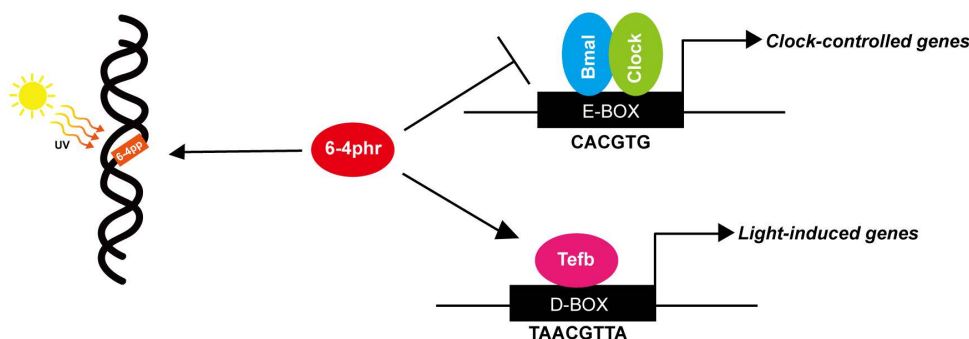 UV
6-4pp
6-4phr
Bmal
Clock
Clock-controlled genes
E-BOX
CACGTG
Tefb
Light-induced genes
D-BOX
TAACGTTA